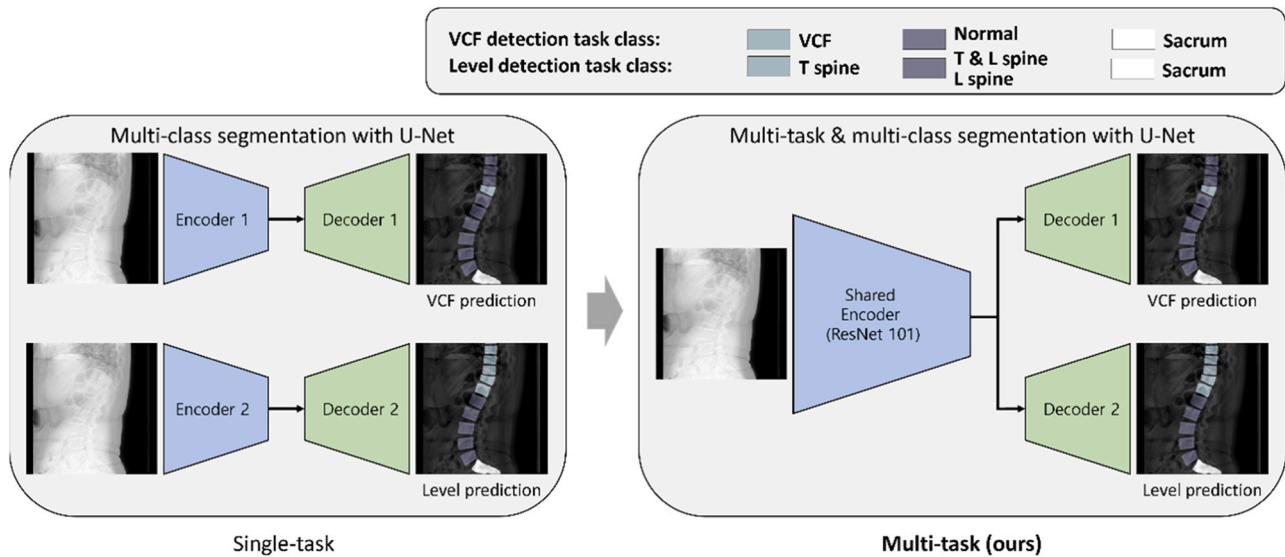 VCF detection task class: VCF Normal Sacrum
Level detection task class: T spine T & L spine Sacrum
L spine
Multi-class segmentation with U-Net
Encoder 1
Decoder 1
VCF prediction
Encoder 2
Decoder 2
Level prediction
Single-task
Multi-task & multi-class segmentation with U-Net
Shared
Encoder
(ResNet 101)
Decoder 1
VCF prediction
Decoder 2
Level prediction
Multi-task (ours)